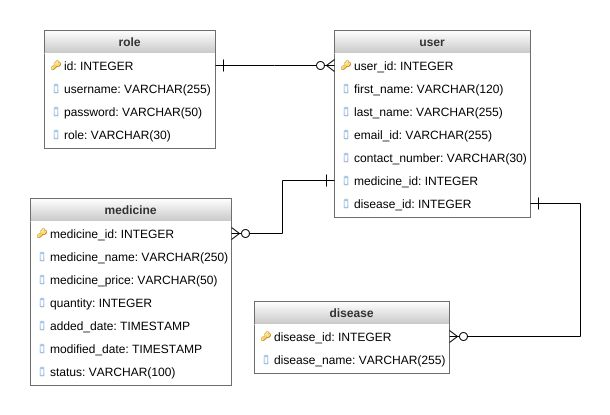 role
id: INTEGER
username: VARCHAR(255)
password: VARCHAR(50)
role: VARCHAR(30)
user
user_id: INTEGER
first_name: VARCHAR(120)
last_name: VARCHAR(255)
email_id: VARCHAR(255)
contact_number: VARCHAR(30)
medicine_id: INTEGER
disease_id: INTEGER
medicine
medicine_id: INTEGER
medicine_name: VARCHAR(250)
medicine_price: VARCHAR(50)
quantity: INTEGER
added_date: TIMESTAMP
modified_date: TIMESTAMP
status: VARCHAR(100)
disease
disease_id: INTEGER
disease_name: VARCHAR(255)